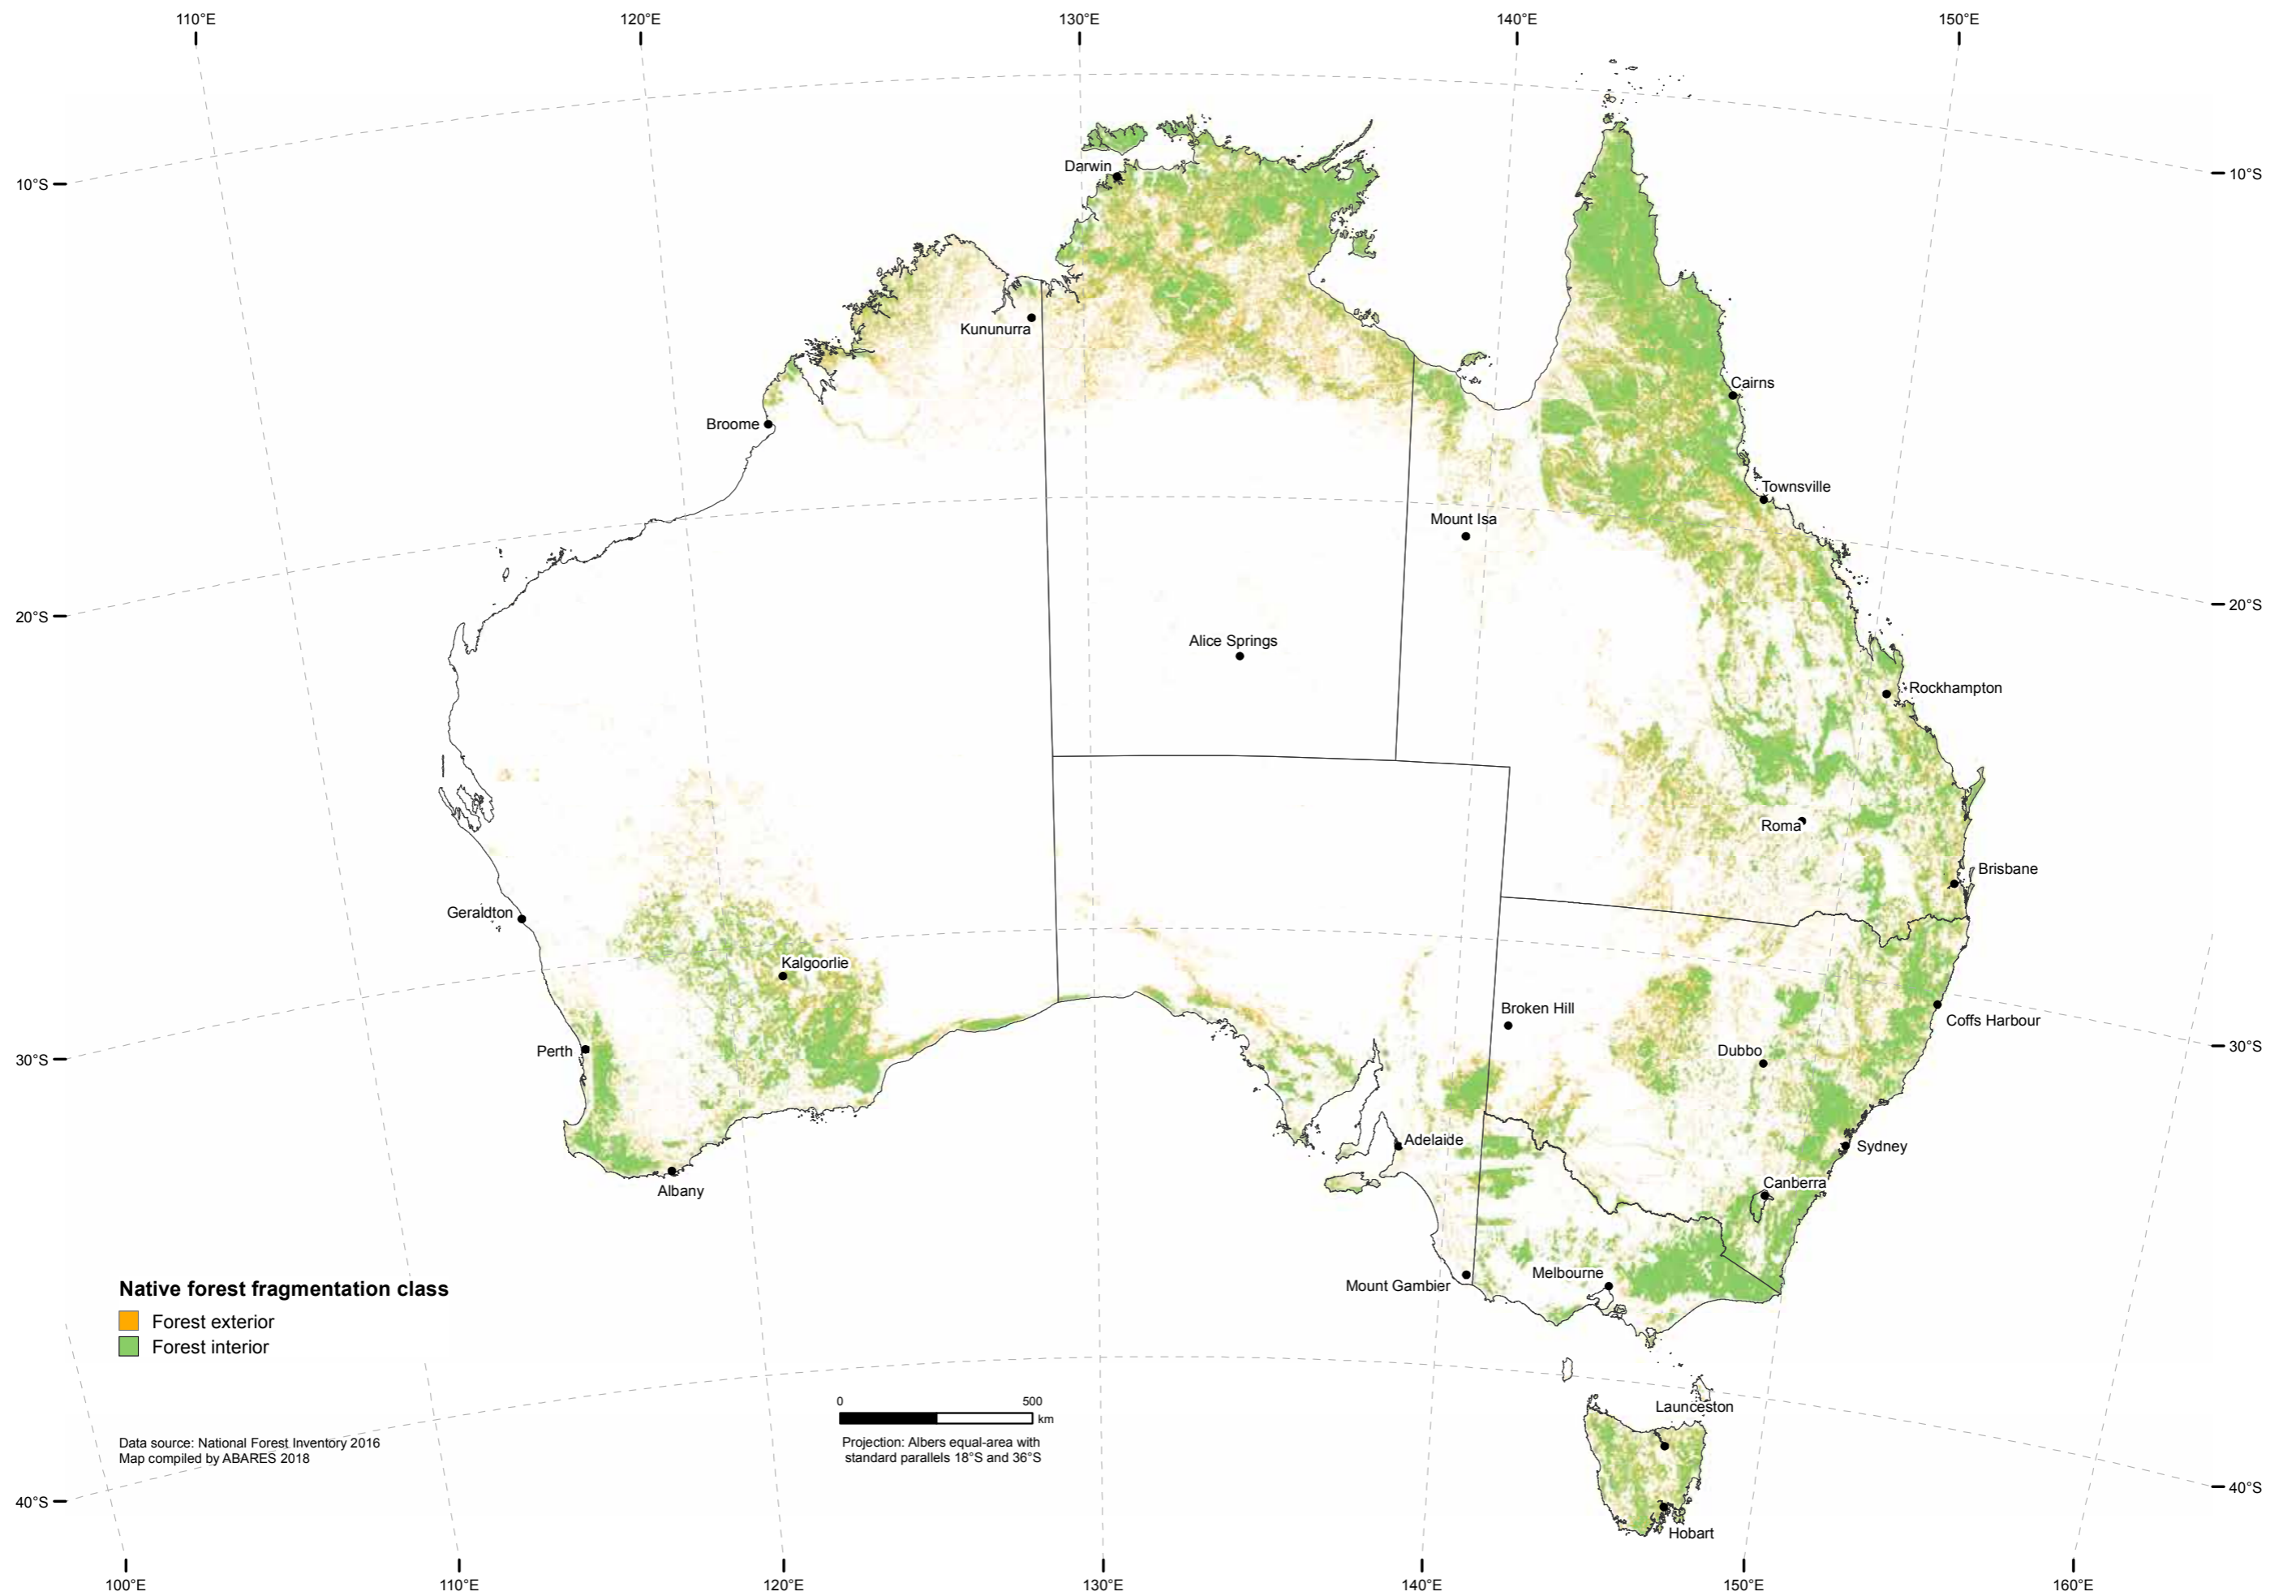 110°E
120°E
130°E
140°E
150°E
10°S
10°S
Darwin
Kununurra
Broome
Cairns
Townsville
Mount Isa
20°S
20°S
Alice Springs
Rockhampton
Roma
Brisbane
Geraldton
Kalgoorlie
Broken Hill
Coffs Harbour
Perth
Dubbo
30°S
30°S
Adelaide
Sydney
Albany
Canberra
Melbourne
Mount Gambier
Native forest fragmentation class
Forest exterior
Forest interior
0
500
km
Projection: Albers equal-area with
standard parallels 18°S and 36°S
Launceston
Data source: National Forest Inventory 2016
Map compiled by ABARES 2018
40°S
40°S
Hobart
100°E
110°E
120°E
130°E
140°E
150°E
160°E